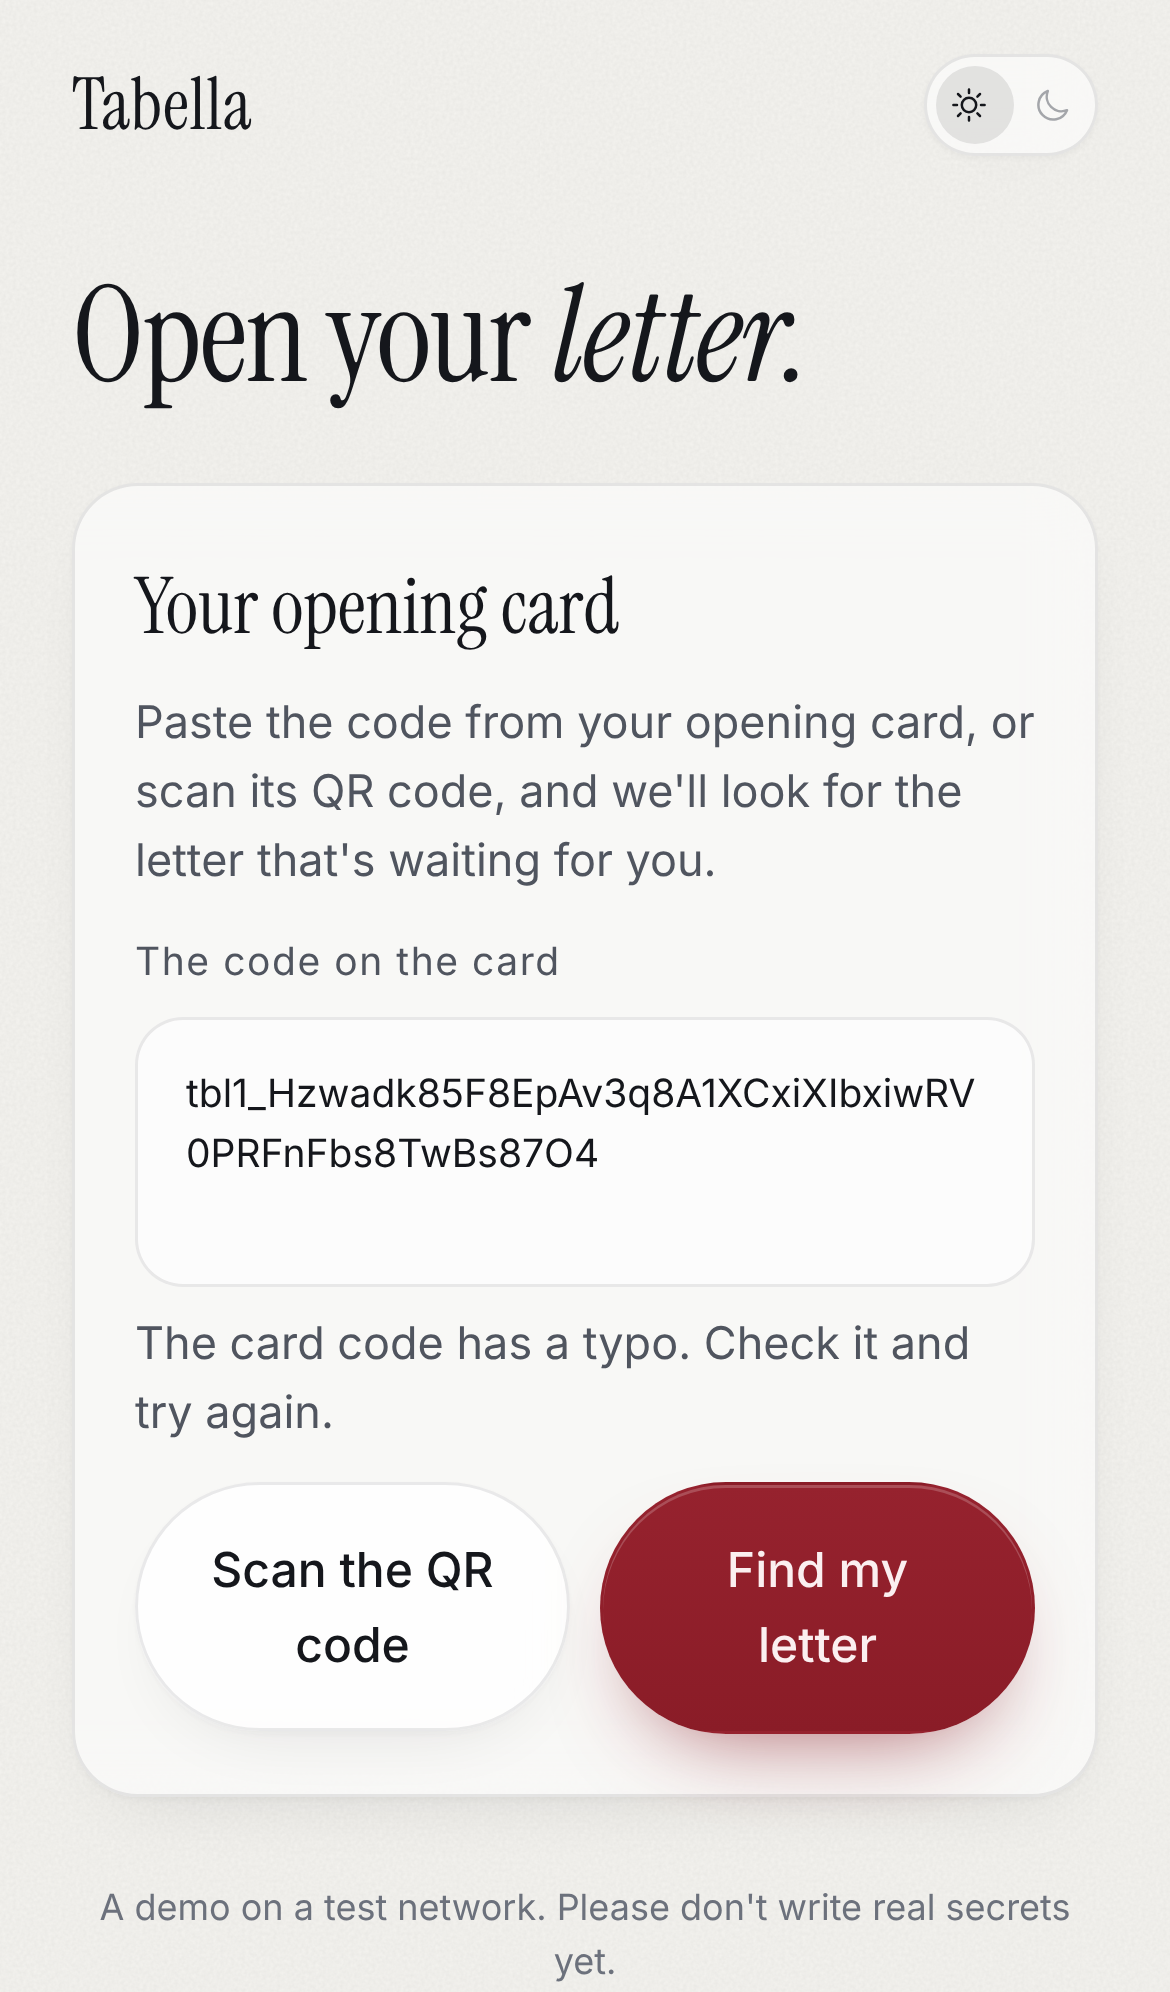 Tabella
Open your letter.
Your opening card
Paste the code from your opening card, or
scan its QR code, and we'll look for the
letter that's waiting for you.
The code on the card
tbl1_Hzwadk85F8EpAv3q8A1XCxiXIbxiwRV
0PRFnFbs8TwBs87O4
The card code has a typo. Check it and
try again.
Scan the QR
code
Find my
letter
A demo on a test network. Please don't write real secrets
yet.